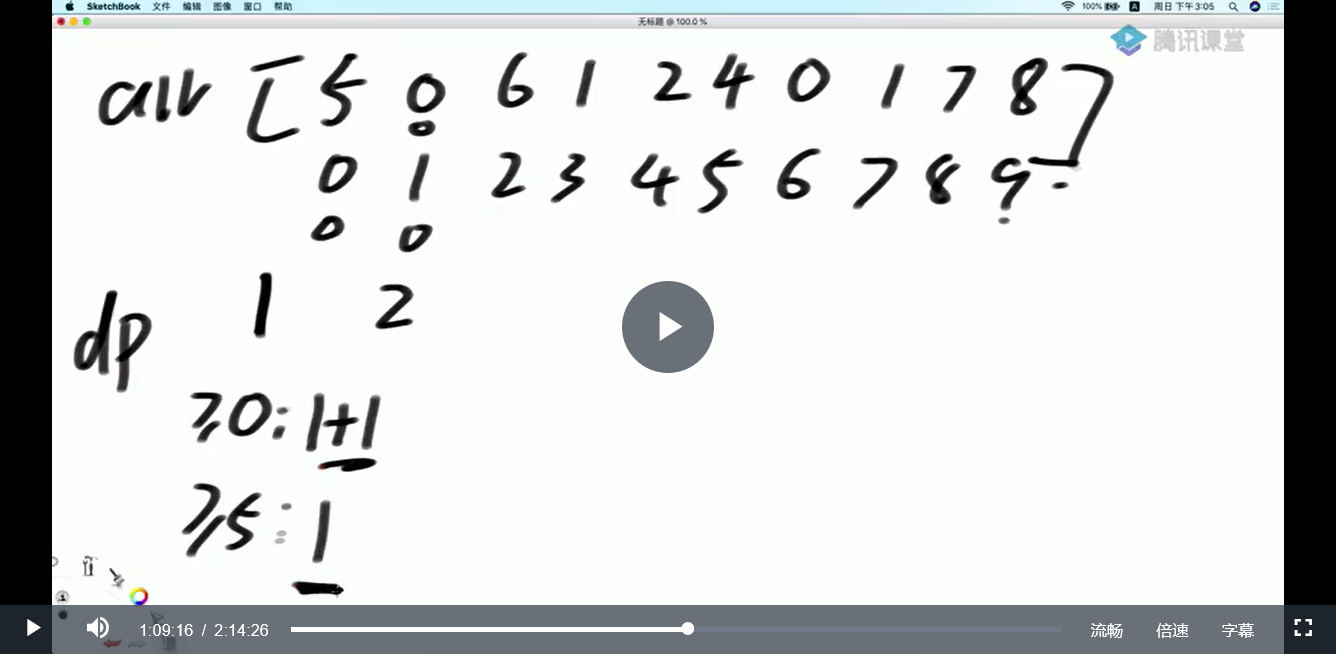 SketchBook 文件 编辑 图像 窗口 帮助 100% A 周日 下午3:05
无标题 @ 100.0 %
腾讯课堂
arr [5 0 6 1 2 4 0 1 7 8]
0
0 1 2 3 4 5 6 7 8 9
0 0
dp 1 2
≥0: 1+1
≥5: 1
1:09:16 / 2:14:26 流畅 倍速 字幕